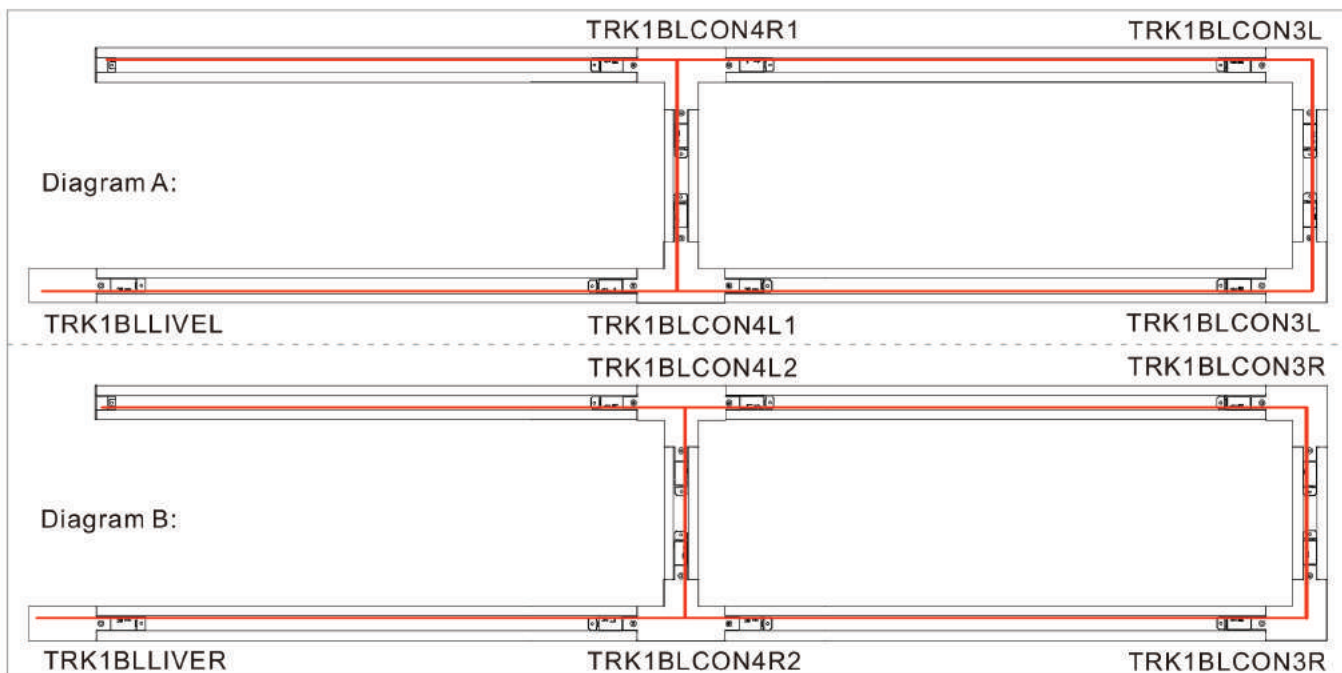 TRK1BLCON4R1 TRK1BLCON3L
Diagram A:
TRK1BLLIVEL TRK1BLCON4L1 TRK1BLCON3L
TRK1BLCON4L2 TRK1BLCON3R
Diagram B:
TRK1BLLIVER TRK1BLCON4R2 TRK1BLCON3R